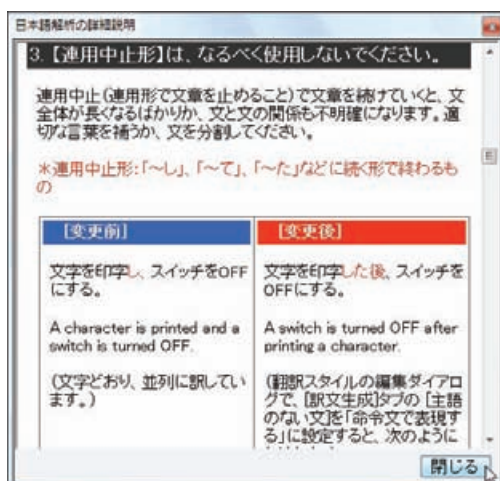 日本語解析の詳細説明
3. 【連用中止形】は、なるべく使用しないでください。
連用中止(連用形で文章を止めること)で文章を続けていくと、文
全体が長くなるばかりか、文と文の関係も不明確になります。適
切な言葉を補うか、文を分割してください。
＊連用中止形:「～し」、「～て」、「～た」などに続く形で終わるも
の
[変更前]
文字を印字し、スイッチをOFF
にする。
A character is printed and a
switch is turned OFF.
(文字どおり、並列に訳してい
ます。)
[変更後]
文字を印字した後、スイッチを
OFFにする。
A switch is turned OFF after
printing a character.
(翻訳スタイルの編集ダイアロ
グで、[訳文生成]タブの [主語
のない文]を「命令文で表現す
る」に設定すると、次のように
閉じる